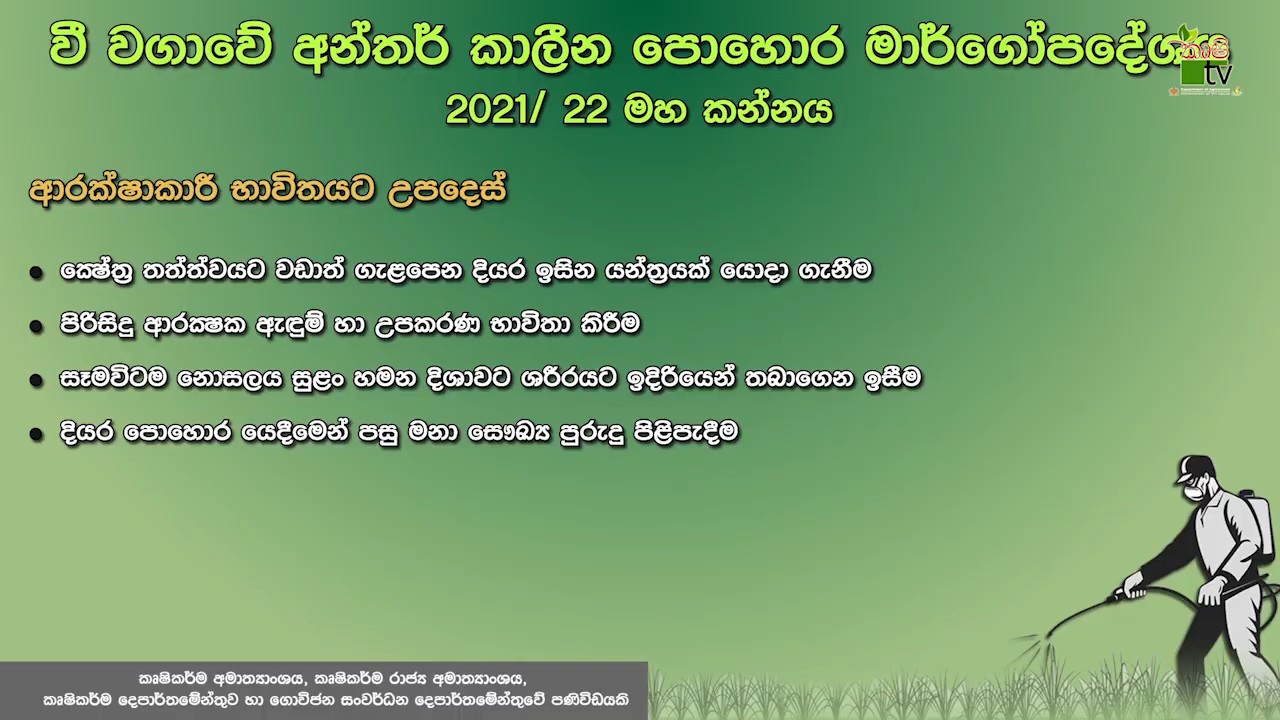 වී වගාවේ අන්තර් කාලීන පොහොර මාර්ගෝපදේශය
කෘෂි
tv
2021/ 22 මහ කන්නය
ආරක්ෂාකාරී භාවිතයට උපදෙස්
● ක්‍ෂේත්‍ර තත්ත්වයට වඩාත් ගැළපෙන දියර ඉසින යන්ත්‍රයක් යොදා ගැනීම
● පිරිසිදු ආරක්‍ෂක ඇඳුම් හා උපකරණ භාවිතා කිරීම
● සෑමවිටම නොසලය සුළං හමන දිශාවට ශරීරයට ඉදිරියෙන් තබාගෙන ඉසීම
● දියර පොහොර යෙදීමෙන් පසු මනා සෞඛ්‍ය පුරුදු පිළිපැදීම
කෘෂිකර්ම අමාත්‍යාංශය, කෘෂිකර්ම රාජ්‍ය අමාත්‍යාංශය,
කෘෂිකර්ම දෙපාර්තමේන්තුව හා ගොවිජන සංවර්ධන දෙපාර්තමේන්තුවේ පණිවිඩයකි